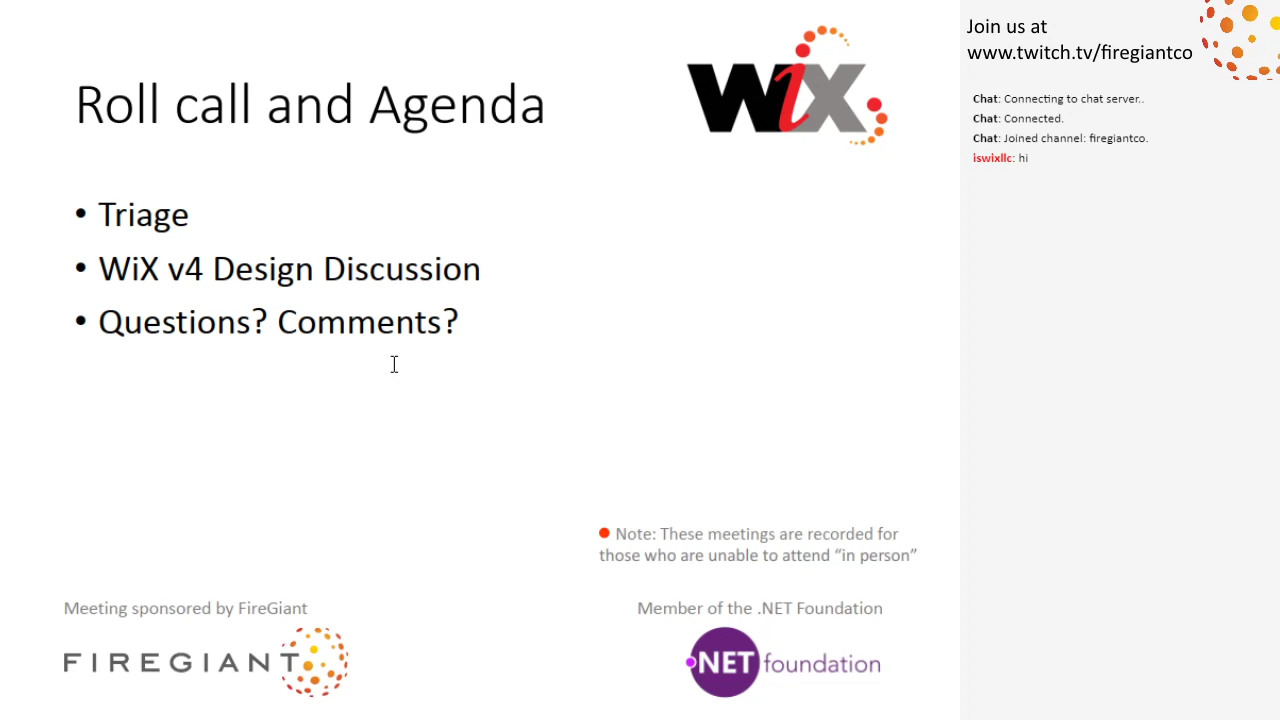 Roll call and Agenda
WiX
• Triage
• WiX v4 Design Discussion
• Questions? Comments?
Note: These meetings are recorded for
those who are unable to attend “in person”
Meeting sponsored by FireGiant
FIREGIANT
Member of the .NET Foundation
.NET foundation
Join us at
www.twitch.tv/firegiantco
Chat: Connecting to chat server..
Chat: Connected.
Chat: Joined channel: firegiantco.
iswixllc: hi